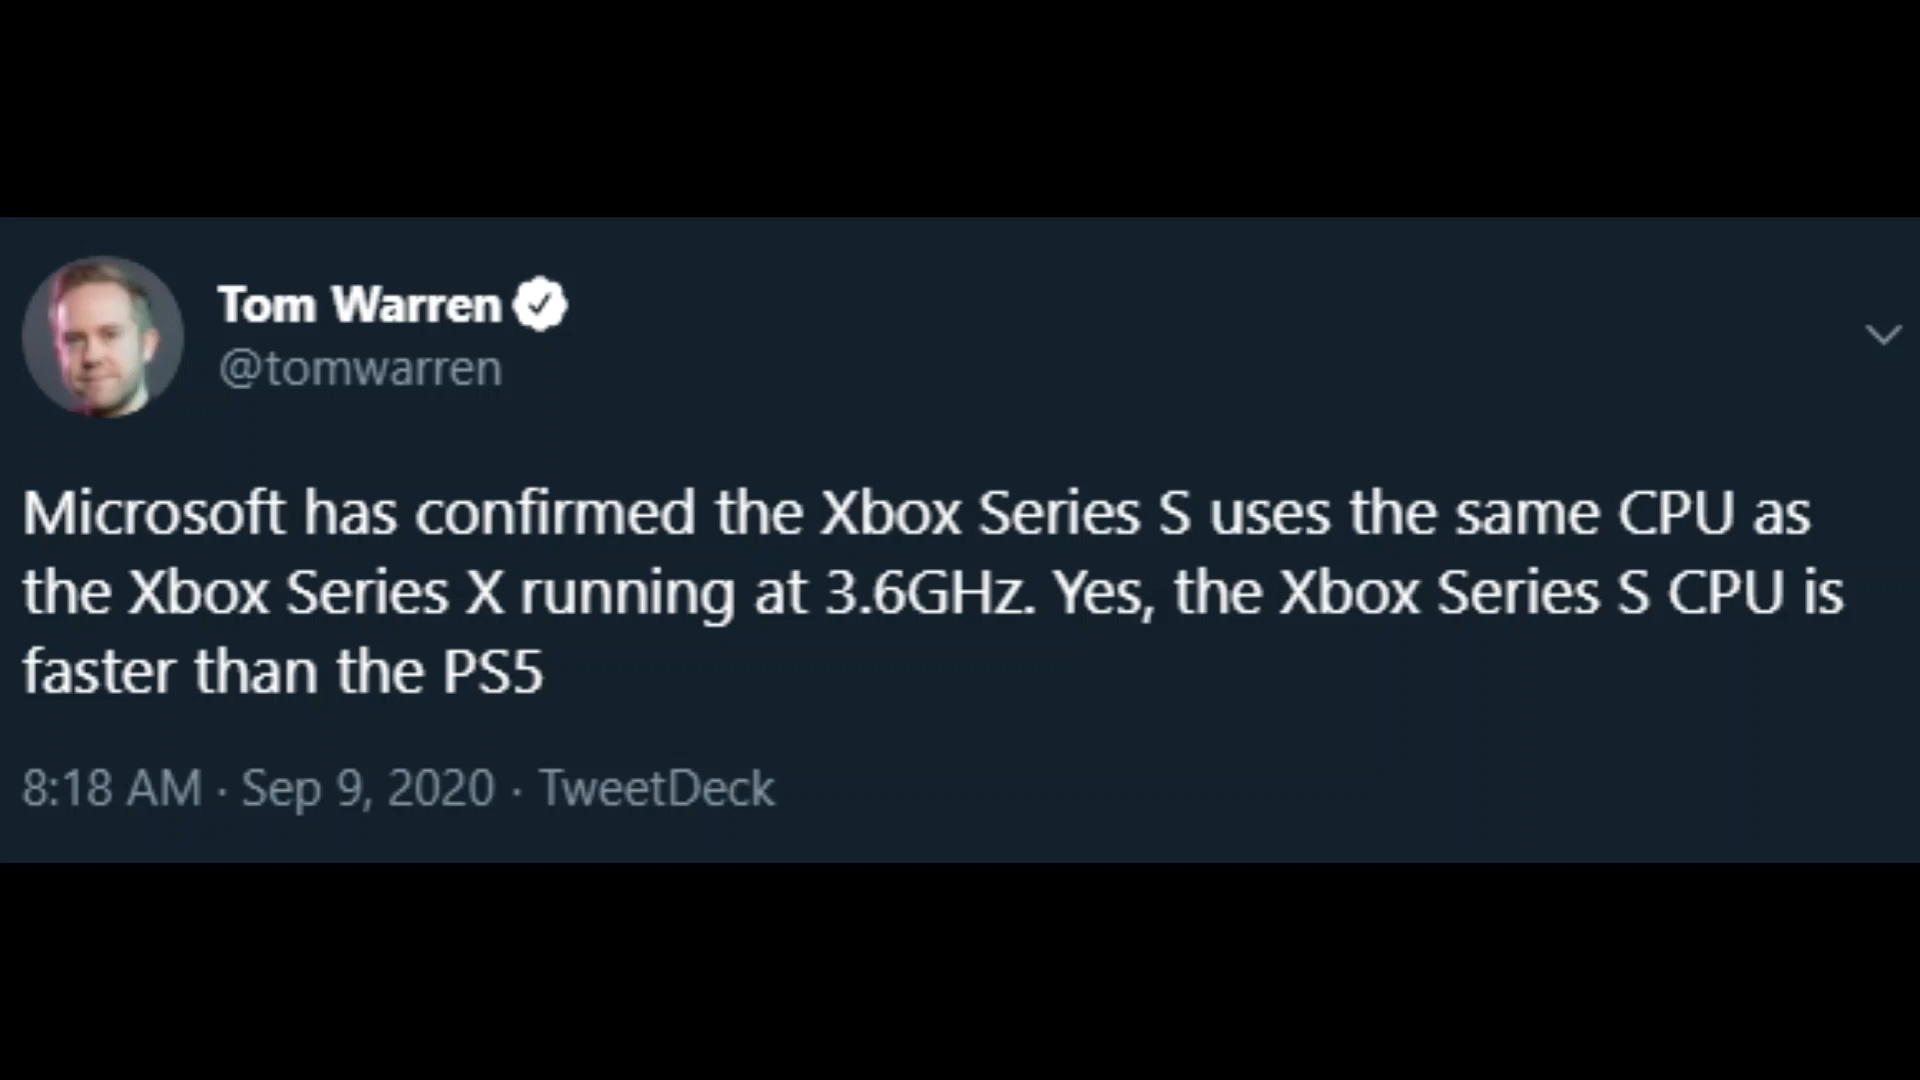 Tom Warren
@tomwarren
Microsoft has confirmed the Xbox Series S uses the same CPU as
the Xbox Series X running at 3.6GHz. Yes, the Xbox Series S CPU is
faster than the PS5
8:18 AM · Sep 9, 2020 · TweetDeck